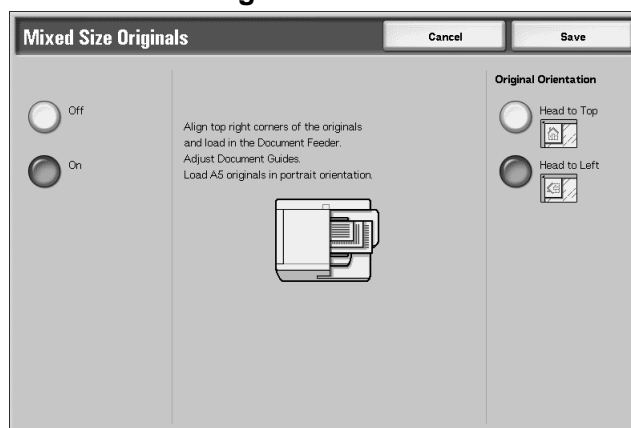 Mixed Size Originals
Cancel
Save
Off
On
Align top right corners of the originals
and load in the Document Feeder.
Adjust Document Guides.
Load A5 originals in portrait orientation.
Original Orientation
Head to Top
Head to Left